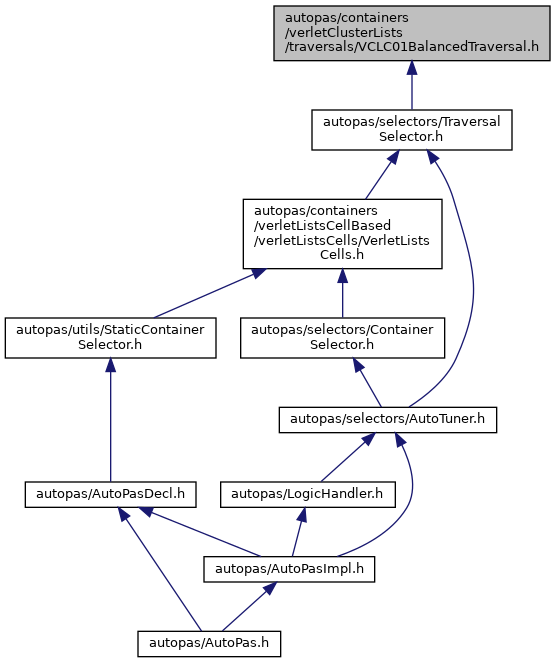 autopas/containers
/verletClusterLists
/traversals/VCLC01BalancedTraversal.h
autopas/selectors/Traversal
Selector.h
autopas/containers
/verletListsCellBased
/verletListsCells/VerletLists
Cells.h
autopas/utils/StaticContainer
Selector.h
autopas/selectors/Container
Selector.h
autopas/selectors/AutoTuner.h
autopas/AutoPasDecl.h
autopas/LogicHandler.h
autopas/AutoPasImpl.h
autopas/AutoPas.h